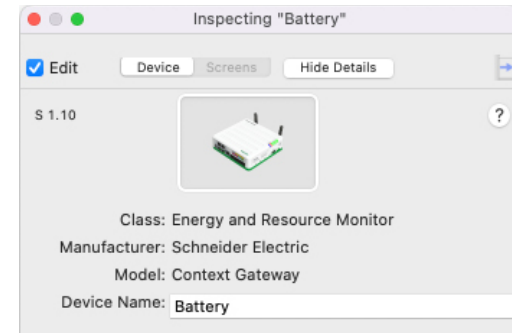 Inspecting "Battery"
Edit Device Screens Hide Details
S 1.10 ?
Class: Energy and Resource Monitor
Manufacturer: Schneider Electric
Model: Context Gateway
Device Name: Battery